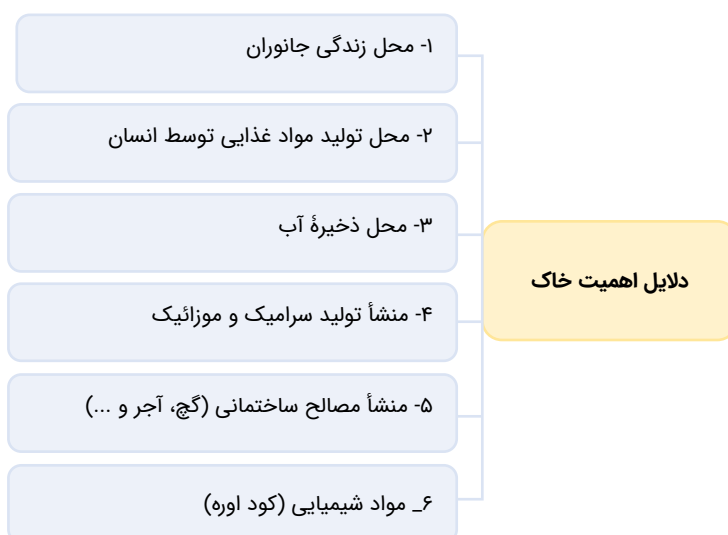 دلایل اهمیت خاک
۱- محل زندگی جانوران
۲- محل تولید مواد غذایی توسط انسان
۳- محل ذخیرۀ آب
۴- منشأ تولید سرامیک و موزائیک
۵- منشأ مصالح ساختمانی (گچ، آجر و ...)
۶_ مواد شیمیایی (کود اوره)